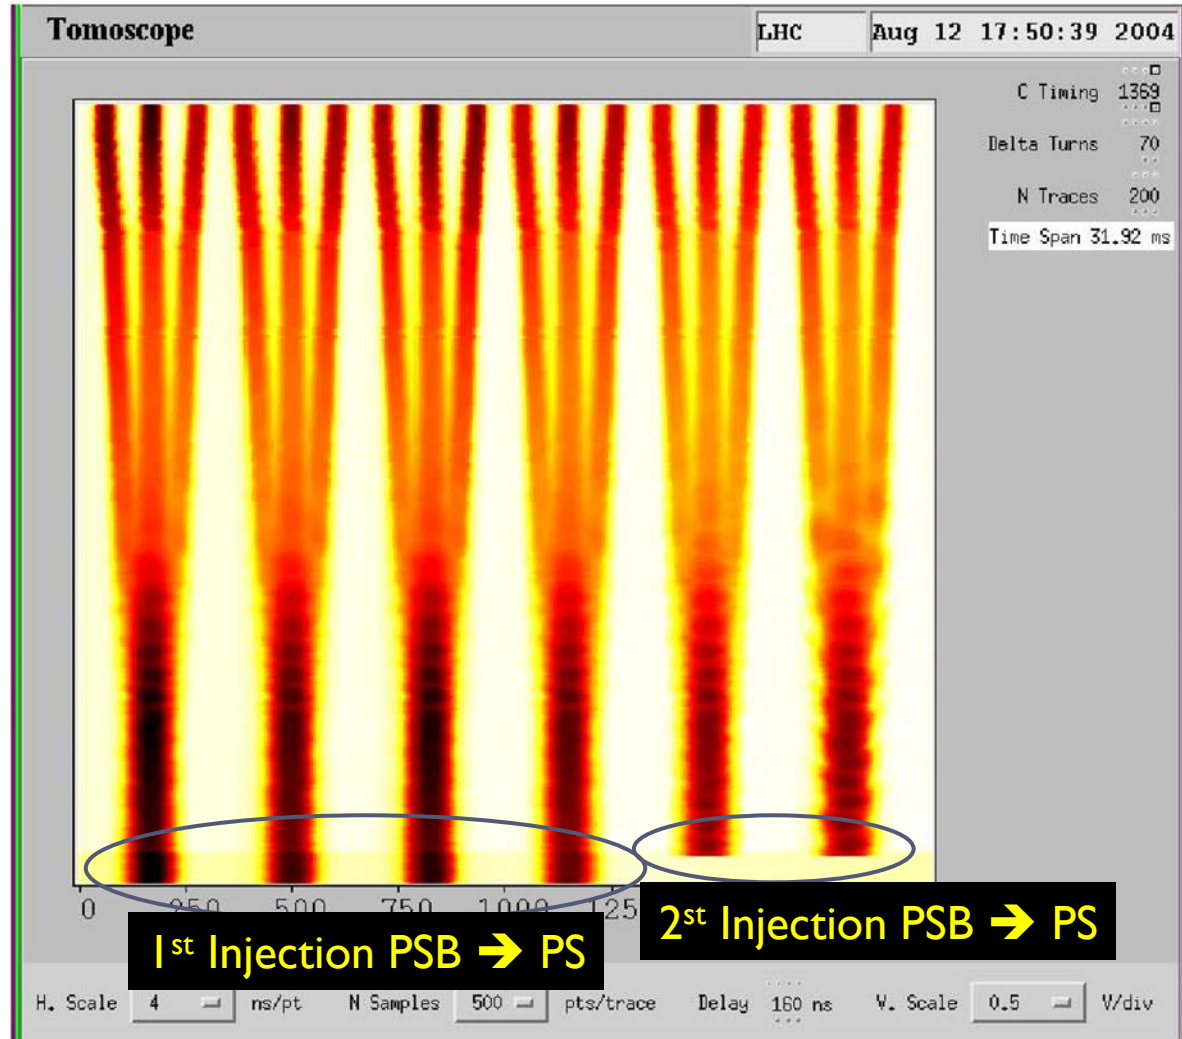 Tomoscope LHC Aug 12 17:50:39 2004
C Timing 1369
Delta Turns 70
N Traces 200
Time Span 31.92 ms
0 250 500 750 1000
1st Injection PSB ➔ PS
2st Injection PSB ➔ PS
H. Scale 4 ns/pt N Samples 500 pts/trace Delay 160 ns V. Scale 0.5 V/div